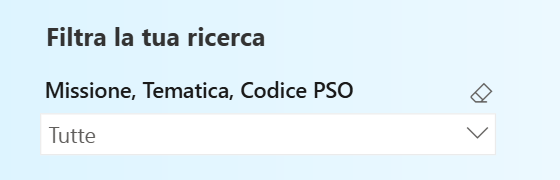 Filtra la tua ricerca
Missione, Tematica, Codice PSO
Tutte